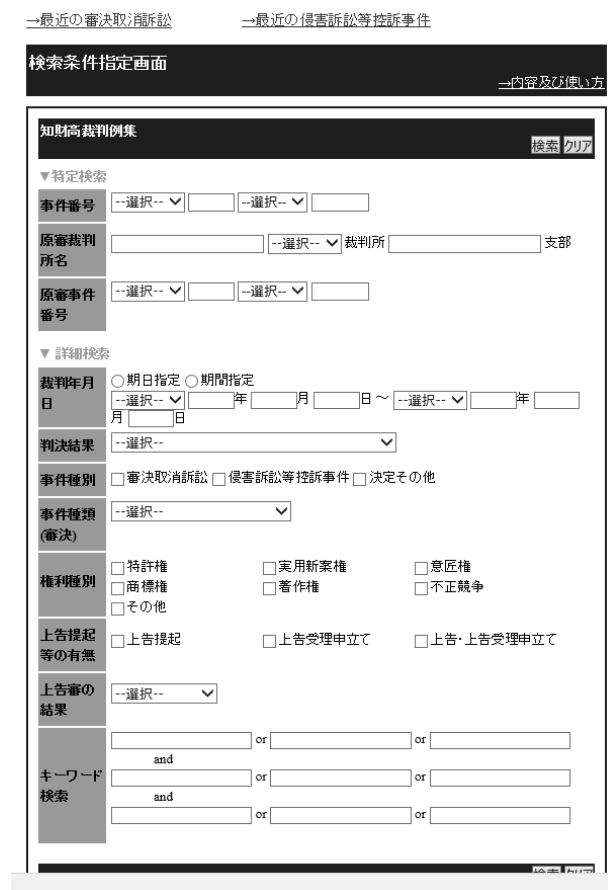 →最近の審決取消訴訟 →最近の侵害訴訟等控訴事件
検索条件指定画面
→内容及び使い方
知財高裁判例集
検索 クリア
▼特定検索
事件番号 --選択-- --選択--
原審裁判所名 --選択-- 裁判所 支部
原審事件番号 --選択-- --選択--
▼ 詳細検索
裁判年月日 期日指定 期間指定
--選択-- 年 月 日 ～ --選択-- 年
月 日
判決結果 --選択--
事件種別 審決取消訴訟 侵害訴訟等控訴事件 決定その他
事件種類(審決) --選択--
権利種別 特許権 実用新案権 意匠権
商標権 著作権 不正競争
その他
上告提起等の有無 上告提起 上告受理申立て 上告・上告受理申立て
上告審の結果 --選択--
キーワード検索 or or
and
or or
and
or or
検索 クリア